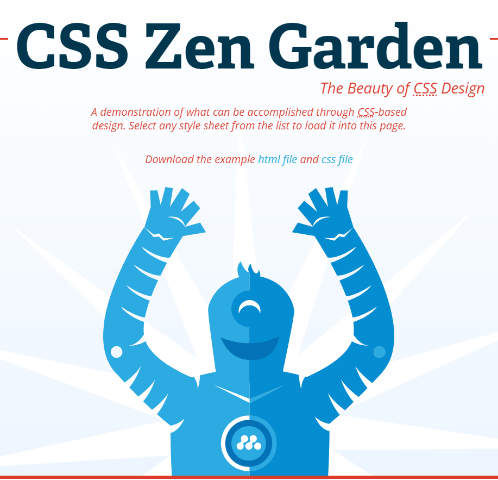 CSS Zen Garden
The Beauty of CSS Design
A demonstration of what can be accomplished through CSS-based
design. Select any style sheet from the list to load it into this page.
Download the example html file and css file